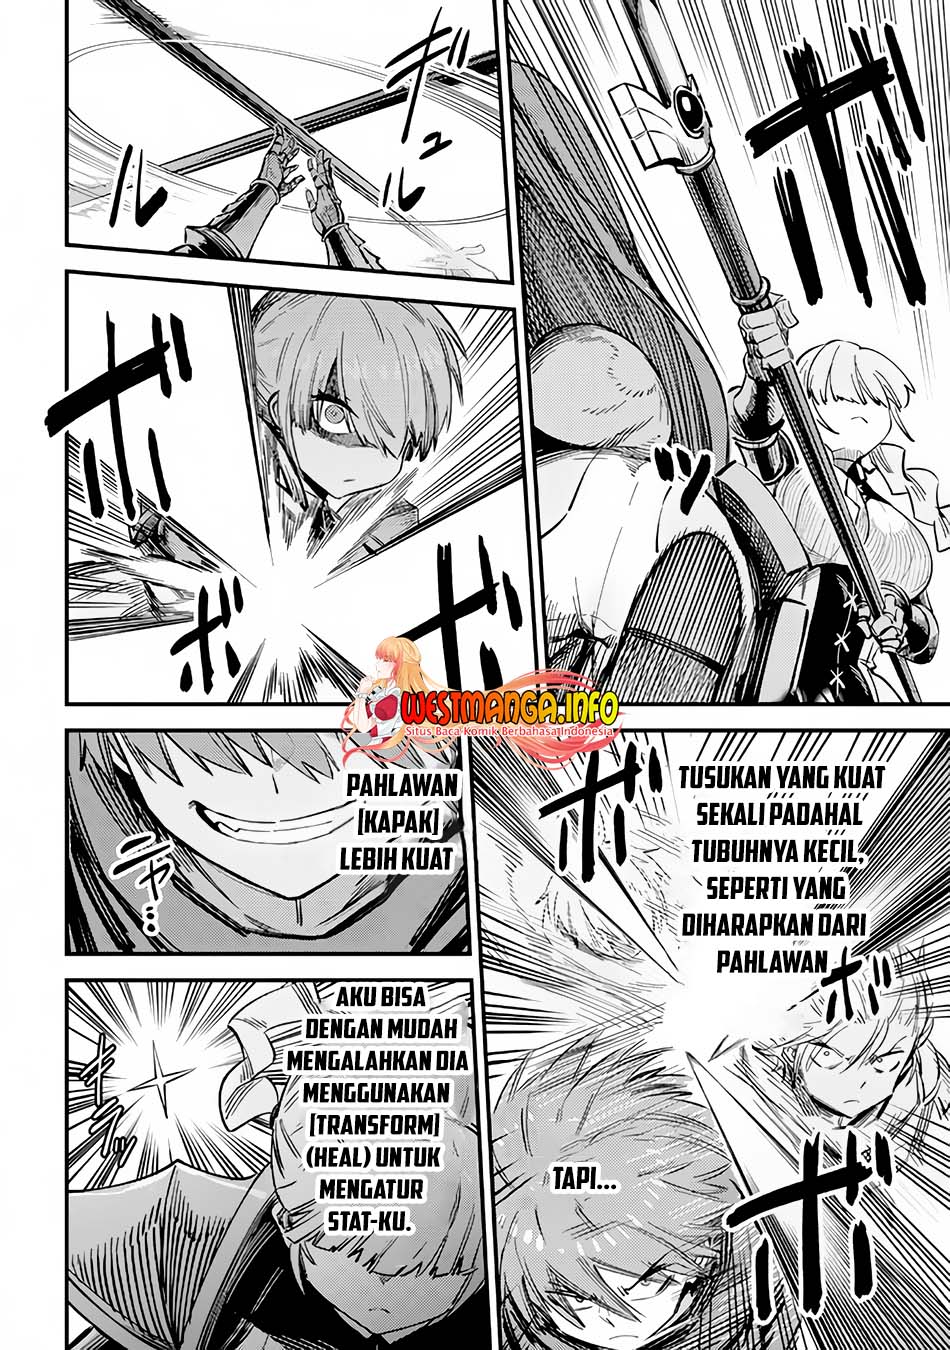 ギュル
ル
ボボ
ズ
ボ
ボ
ボ
WESTMANGA.INFO
Situs Baca Komik Berbahasa Indonesia
TUSUKAN YANG KUAT
SEKALI PADAHAL
TUBUHNYA KECIL,
SEPERTI YANG
DIHARAPKAN DARI
PAHLAWAN
ボ
ボ
ボ
TAPI...
PAHLAWAN
[KAPAK]
LEBIH KUAT
ニャ...
AKU BISA
DENGAN MUDAH
MENGALAHKAN DIA
MENGGUNAKAN
[TRANSFORM]
(HEAL) UNTUK
MENGATUR
STAT-KU.